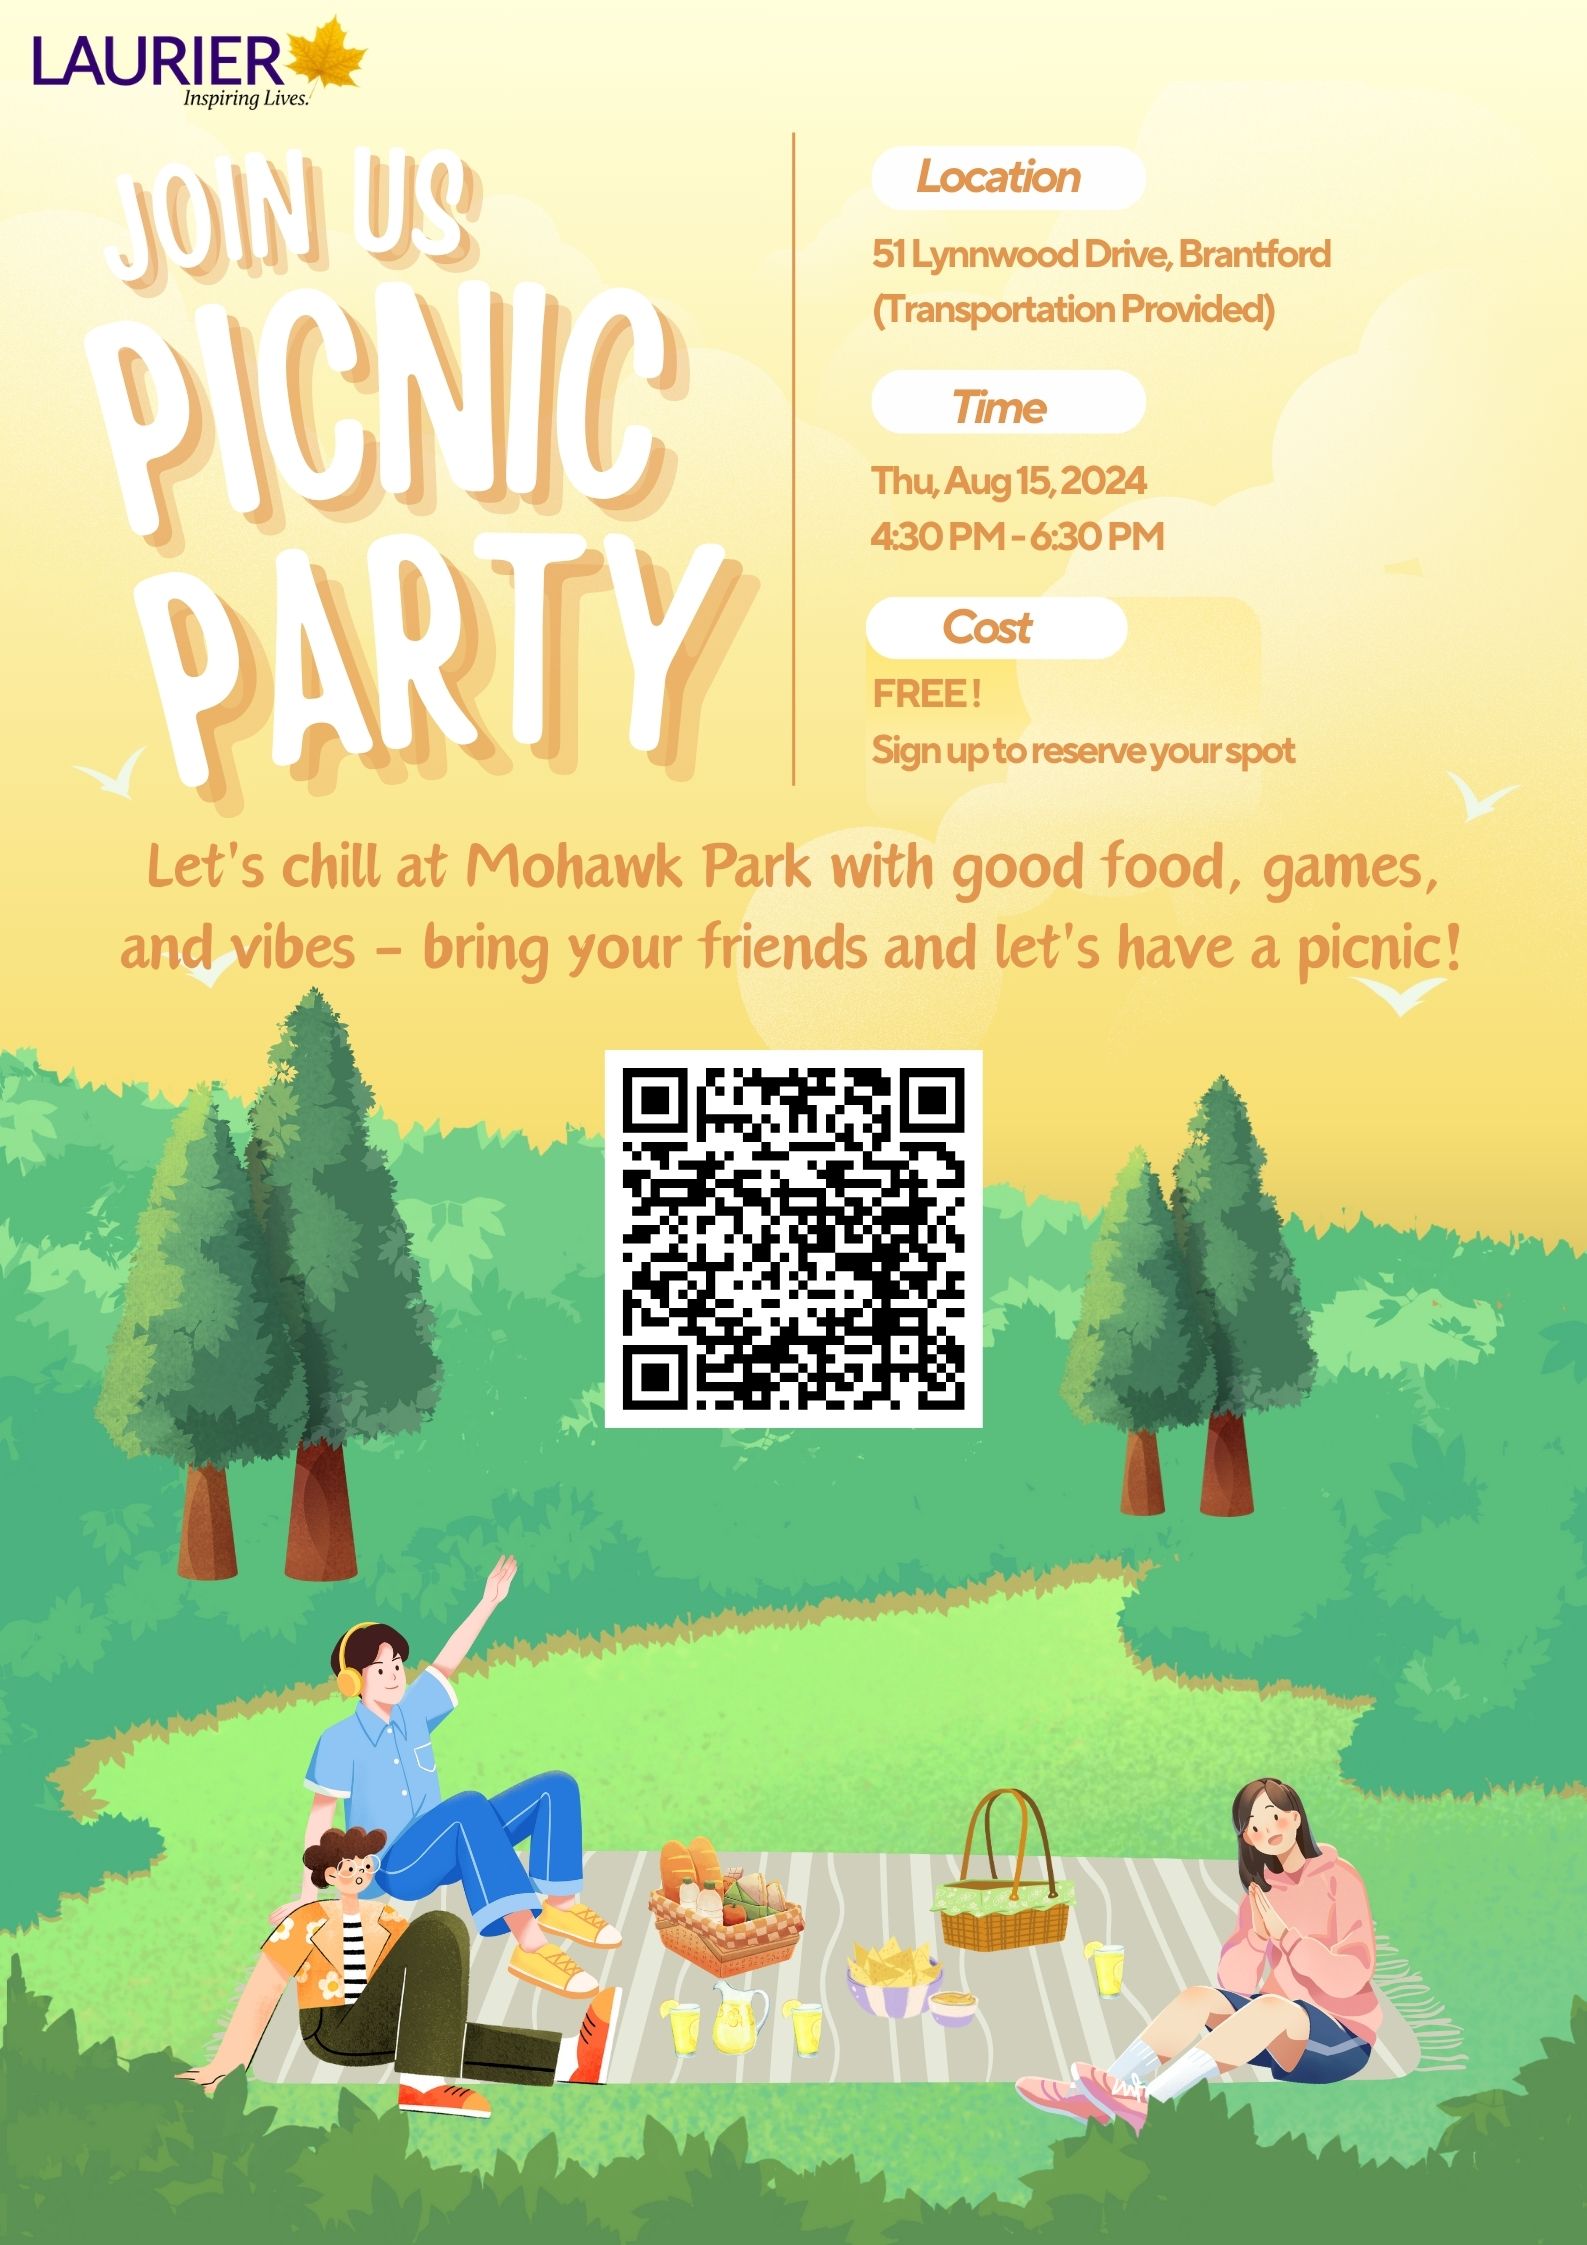 LAURIER
Inspiring Lives.
JOIN US
PICNIC
PARTY
Location
51 Lynnwood Drive, Brantford
(Transportation Provided)
Time
Thu, Aug 15, 2024
4:30 PM - 6:30 PM
Cost
FREE !
Sign up to reserve your spot
Let's chill at Mohawk Park with good food, games,
and vibes - bring your friends and let's have a picnic!